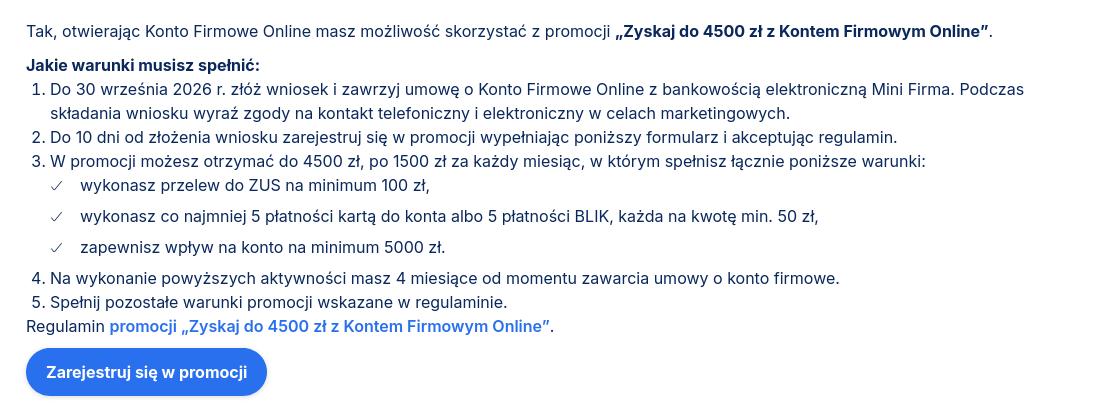 Tak, otwierając Konto Firmowe Online masz możliwość skorzystać z promocji „Zyskaj do 4500 zł z Kontem Firmowym Online”.
Jakie warunki musisz spełnić:
1. Do 30 września 2026 r. złóż wniosek i zawrzyj umowę o Konto Firmowe Online z bankowością elektroniczną Mini Firma. Podczas
składania wniosku wyraź zgody na kontakt telefoniczny i elektroniczny w celach marketingowych.
2. Do 10 dni od złożenia wniosku zarejestruj się w promocji wypełniając poniższy formularz i akceptując regulamin.
3. W promocji możesz otrzymać do 4500 zł, po 1500 zł za każdy miesiąc, w którym spełnisz łącznie poniższe warunki:
✓ wykonasz przelew do ZUS na minimum 100 zł,
✓ wykonasz co najmniej 5 płatności kartą do konta albo 5 płatności BLIK, każda na kwotę min. 50 zł,
✓ zapewnisz wpływ na konto na minimum 5000 zł.
4. Na wykonanie powyższych aktywności masz 4 miesiące od momentu zawarcia umowy o konto firmowe.
5. Spełnij pozostałe warunki promocji wskazane w regulaminie.
Regulamin promocji „Zyskaj do 4500 zł z Kontem Firmowym Online”.
Zarejestruj się w promocji